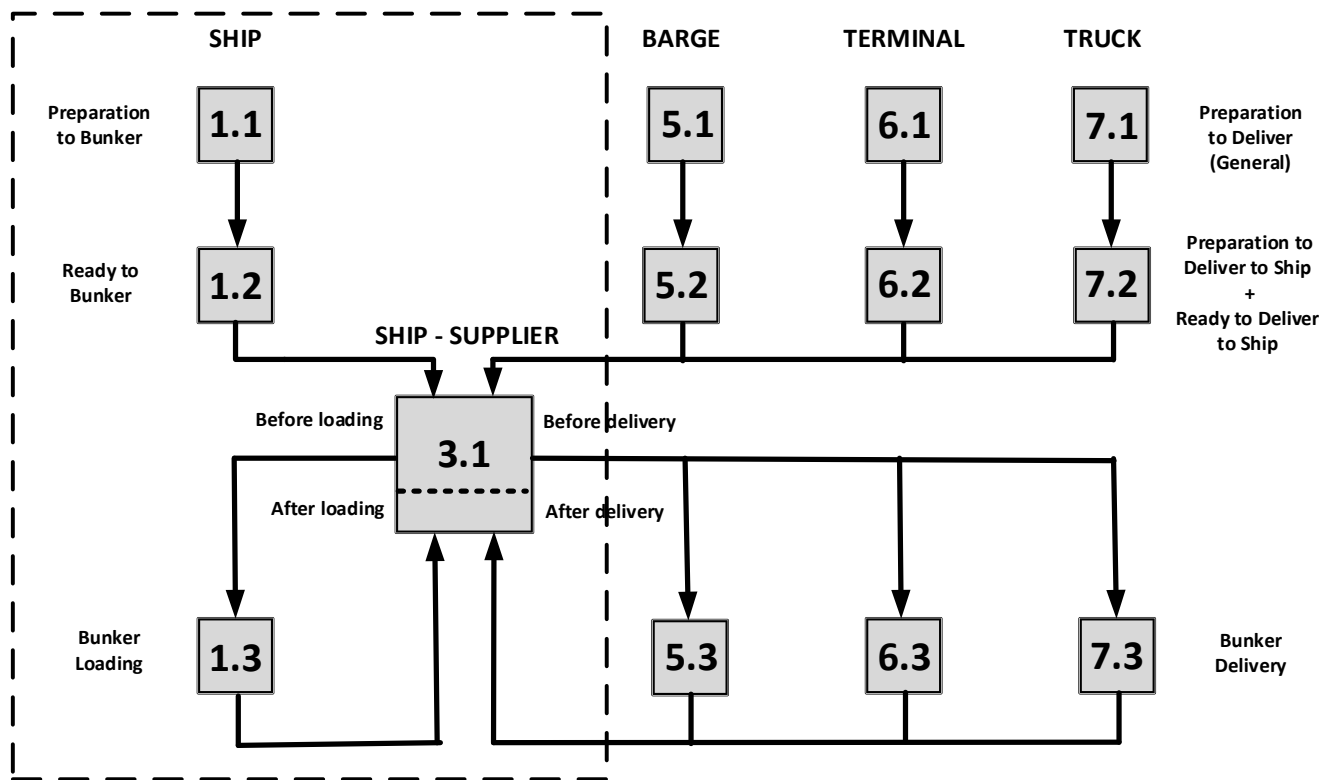 SHIP
BARGE
TERMINAL
TRUCK
Preparation
to Bunker
1.1
5.1
6.1
7.1
Preparation
to Deliver
(General)
Ready to
Bunker
1.2
5.2
6.2
7.2
Preparation to
Deliver to Ship
+
Ready to Deliver
to Ship
SHIP - SUPPLIER
Before loading
Before delivery
3.1
After loading
After delivery
Bunker
Loading
1.3
5.3
6.3
7.3
Bunker
Delivery